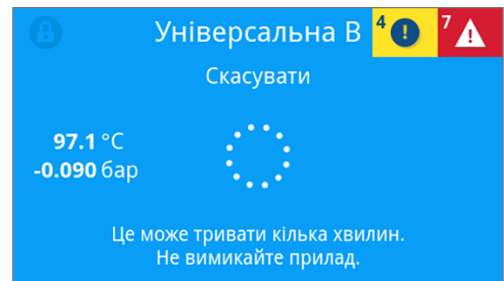 Універсальна B
4
7
Скасувати
97.1 °C
-0.090 бар
Це може тривати кілька хвилин.
Не вимикайте прилад.